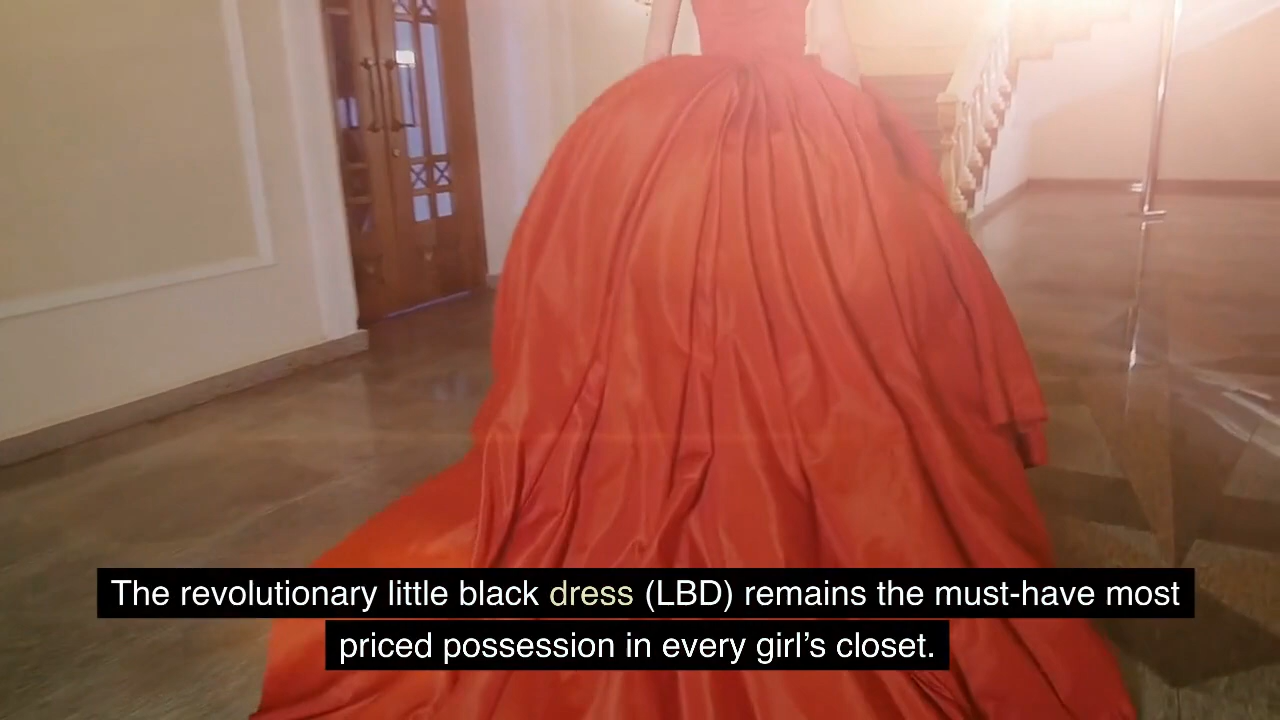 The revolutionary little black dress (LBD) remains the must-have most
priced possession in every girl’s closet.